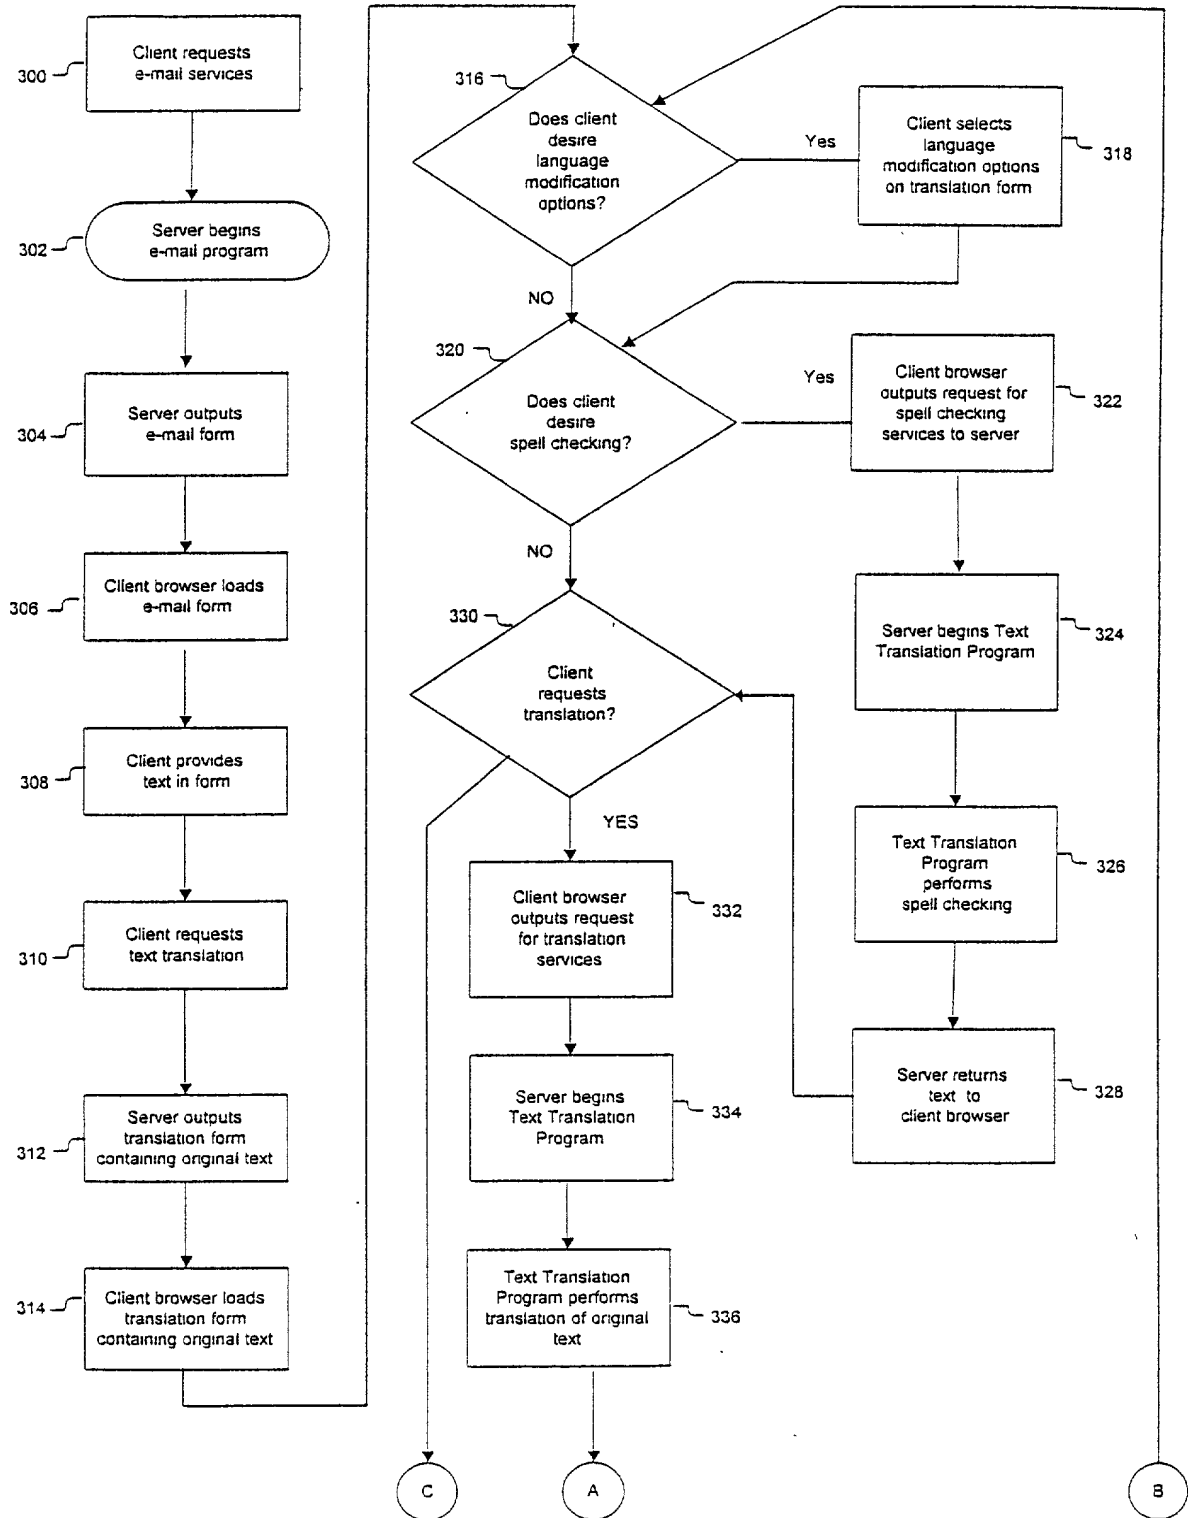 300
Client requests
e-mail services
302
Server begins
e-mail program
304
Server outputs
e-mail form
306
Client browser loads
e-mail form
308
Client provides
text in form
310
Client requests
text translation
312
Server outputs
translation form
containing original text
314
Client browser loads
translation form
containing original text
316
Does client
desire
language
modification
options?
Yes
Client selects
language
modification options
on translation form
318
NO
320
Does client
desire
spell checking?
Yes
Client browser
outputs request for
spell checking
services to server
322
NO
Server begins Text
Translation Program
324
Text Translation
Program
performs
spell checking
326
Server returns
text to
client browser
328
330
Client
requests
translation?
YES
Client browser
outputs request
for translation
services
332
Server begins
Text Translation
Program
334
Text Translation
Program performs
translation of original
text
336
C
A
B